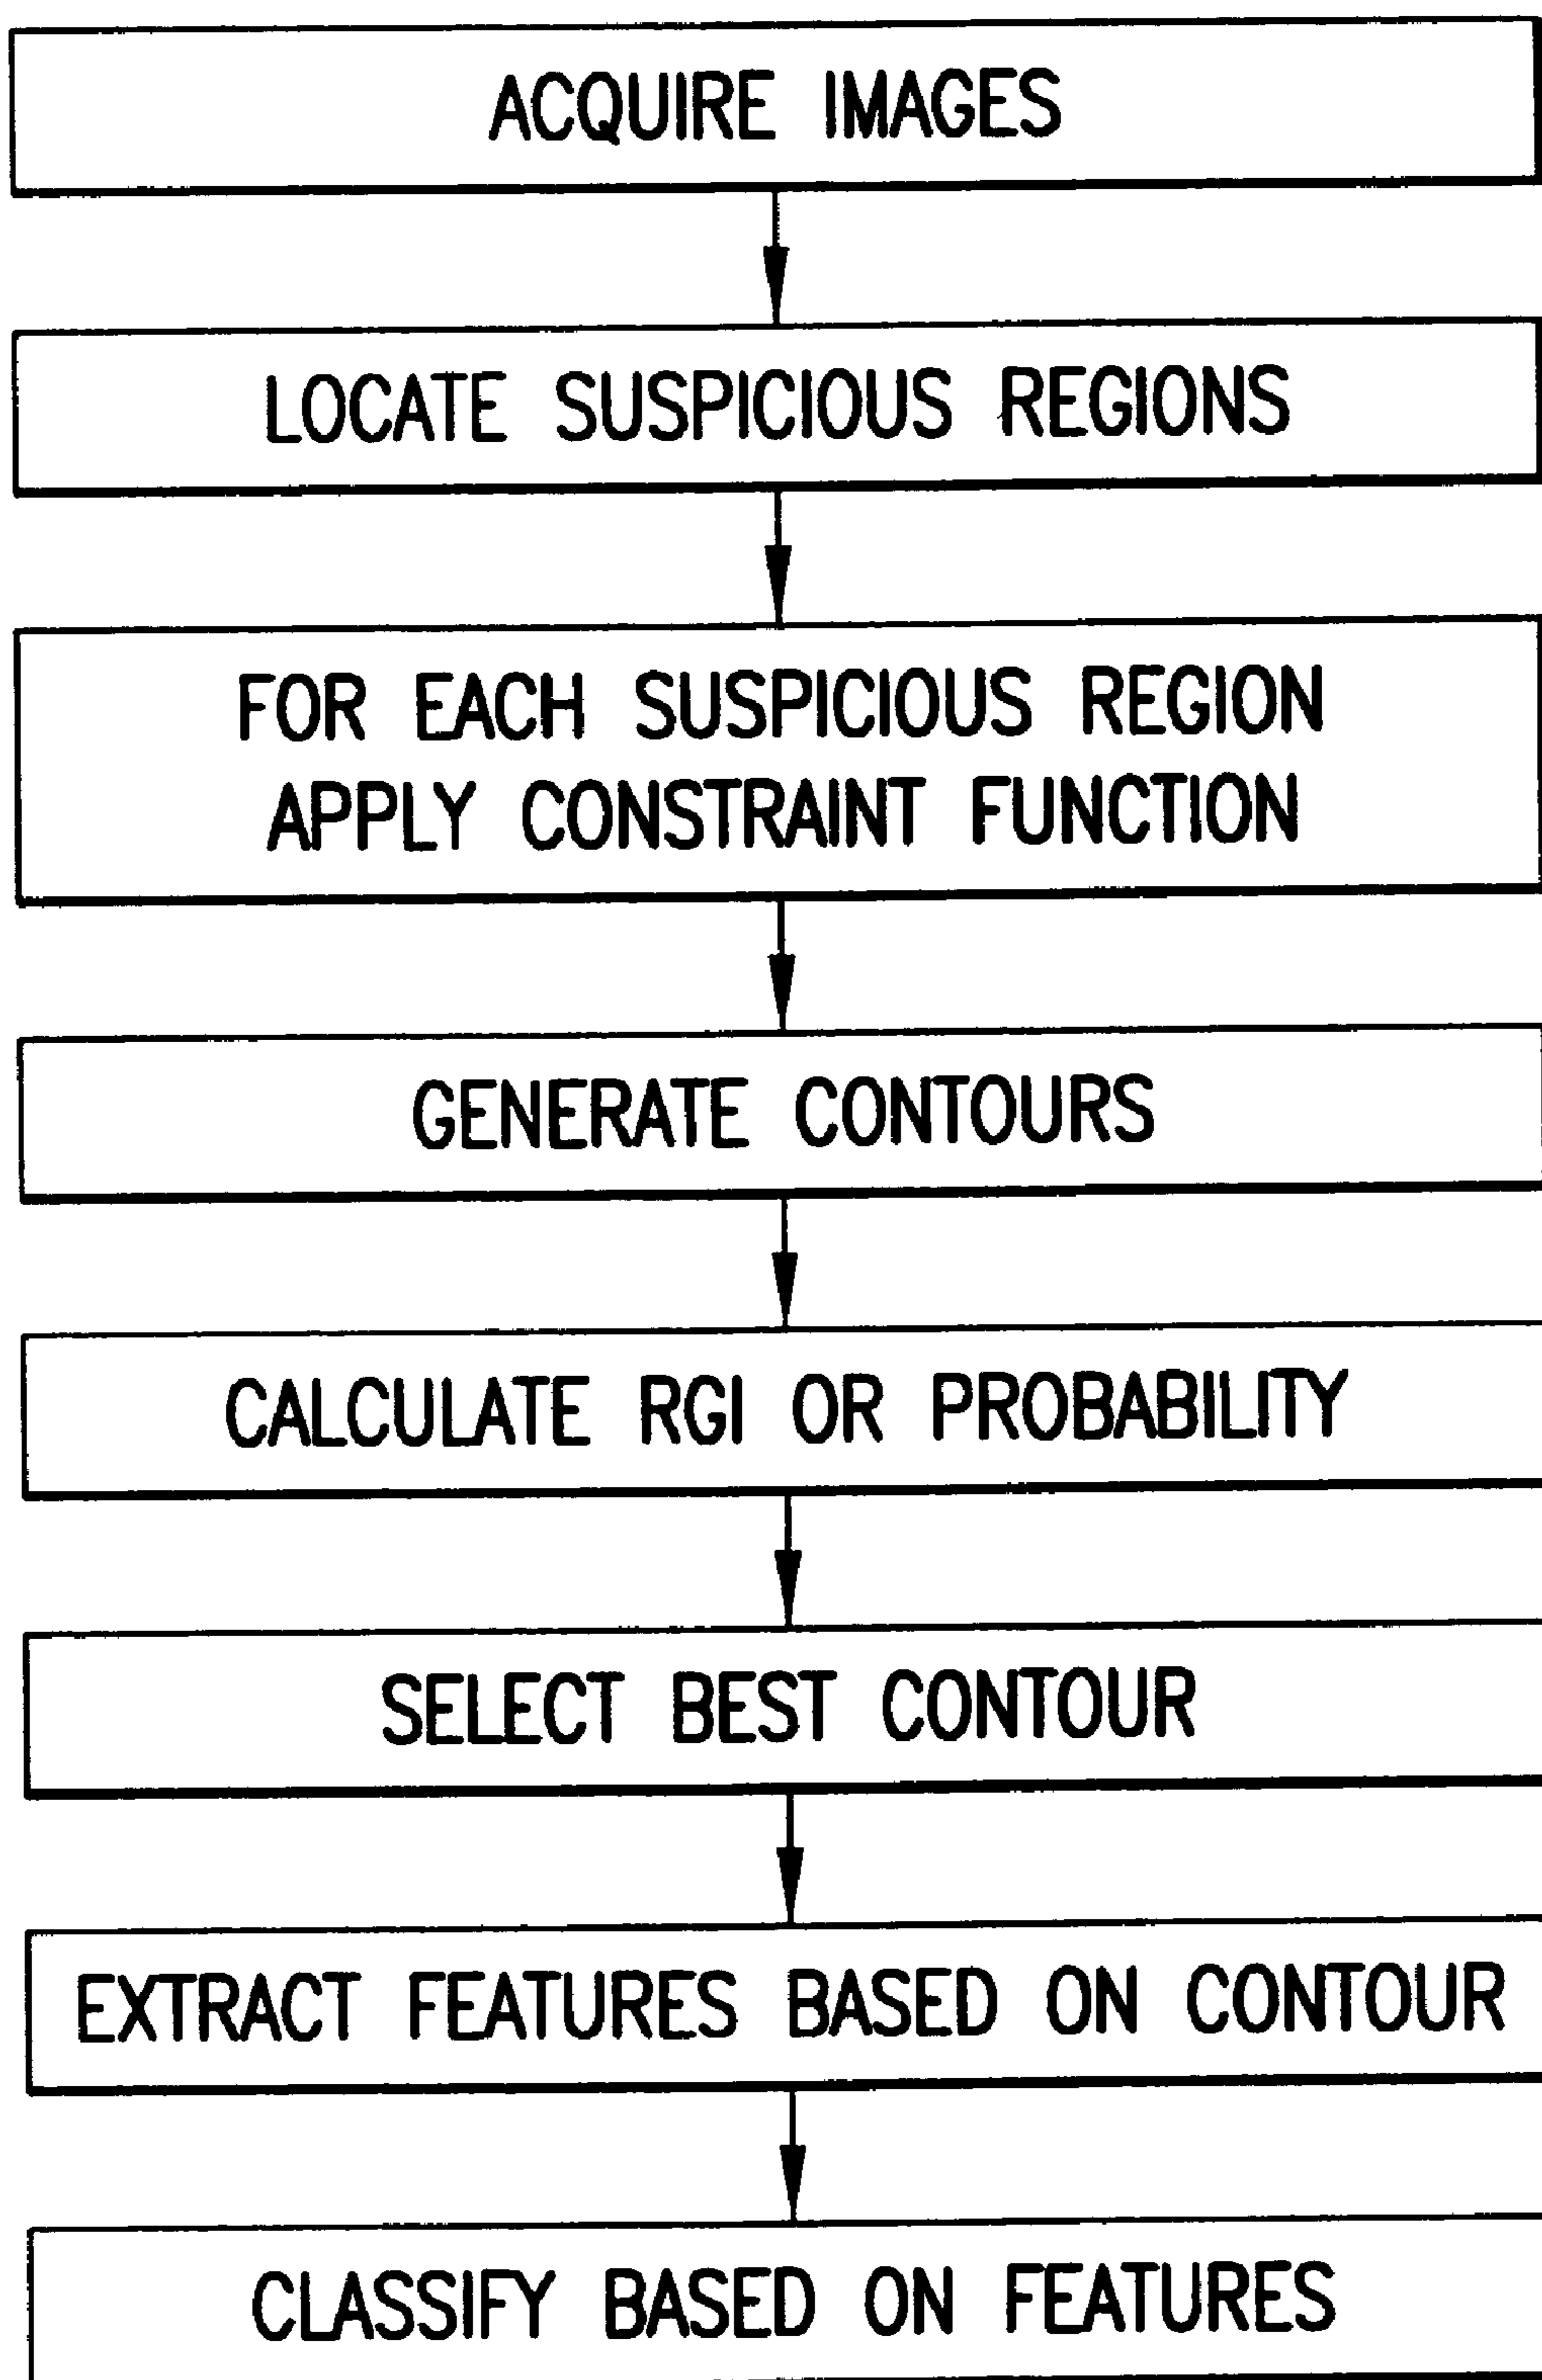 ACQUIRE IMAGES
LOCATE SUSPICIOUS REGIONS
FOR EACH SUSPICIOUS REGION
APPLY CONSTRAINT FUNCTION
GENERATE CONTOURS
CALCULATE RGI OR PROBABILITY
SELECT BEST CONTOUR
EXTRACT FEATURES BASED ON CONTOUR
CLASSIFY BASED ON FEATURES